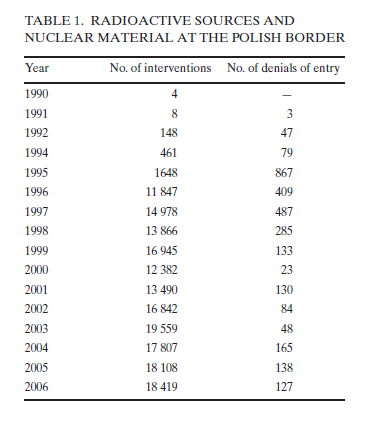 TABLE 1. RADIOACTIVE SOURCES AND
NUCLEAR MATERIAL AT THE POLISH BORDER
Year No. of interventions No. of denials of entry
1990 4 —
1991 8 3
1992 148 47
1994 461 79
1995 1648 867
1996 11 847 409
1997 14 978 487
1998 13 866 285
1999 16 945 133
2000 12 382 23
2001 13 490 130
2002 16 842 84
2003 19 559 48
2004 17 807 165
2005 18 108 138
2006 18 419 127